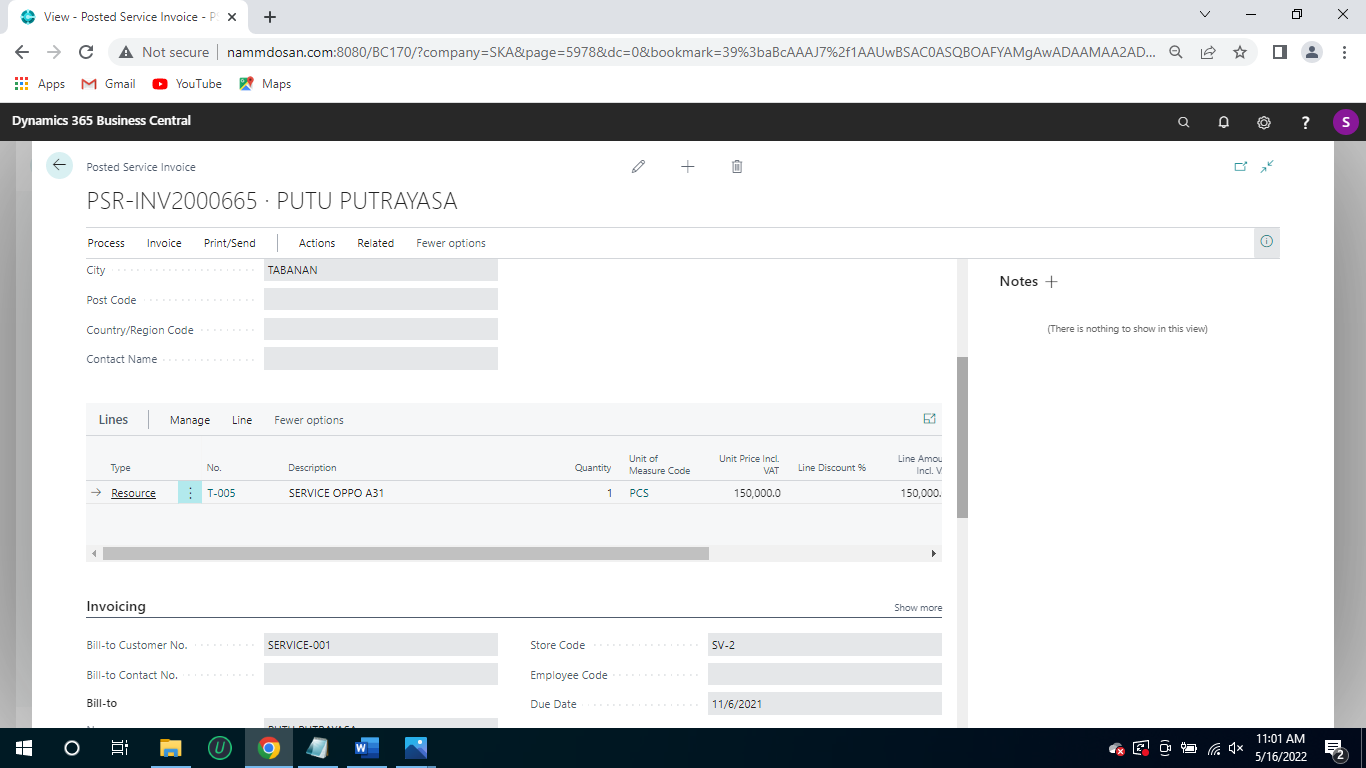 View - Posted Service Invoice - P
Not secure
nammdosan.com:8080/BC170/?company=SKA&page=5978&dc=0&bookmark=39%3baBcAAAJ7%2f1AAUwBSAC0ASQBOAFYAMgAwADAAMAA2AD...
Apps Gmail YouTube Maps
Dynamics 365 Business Central
? S
Posted Service Invoice
PSR-INV2000665 · PUTU PUTRAYASA
Process Invoice Print/Send Actions Related Fewer options
City TABANAN
Post Code
Country/Region Code
Contact Name
Notes
(There is nothing to show in this view)
Lines Manage Line Fewer options
Type No. Description Quantity Unit of Measure Code Unit Price Incl. VAT Line Discount % Line Amou Incl. V
Resource T-005 SERVICE OPPO A31 1 PCS 150,000.0 150,000.
Invoicing Show more
Bill-to Customer No. SERVICE-001 Store Code SV-2
Bill-to Contact No. Employee Code
Bill-to Due Date 11/6/2021
PUTU PUTRAYASA
11:01 AM
5/16/2022
2